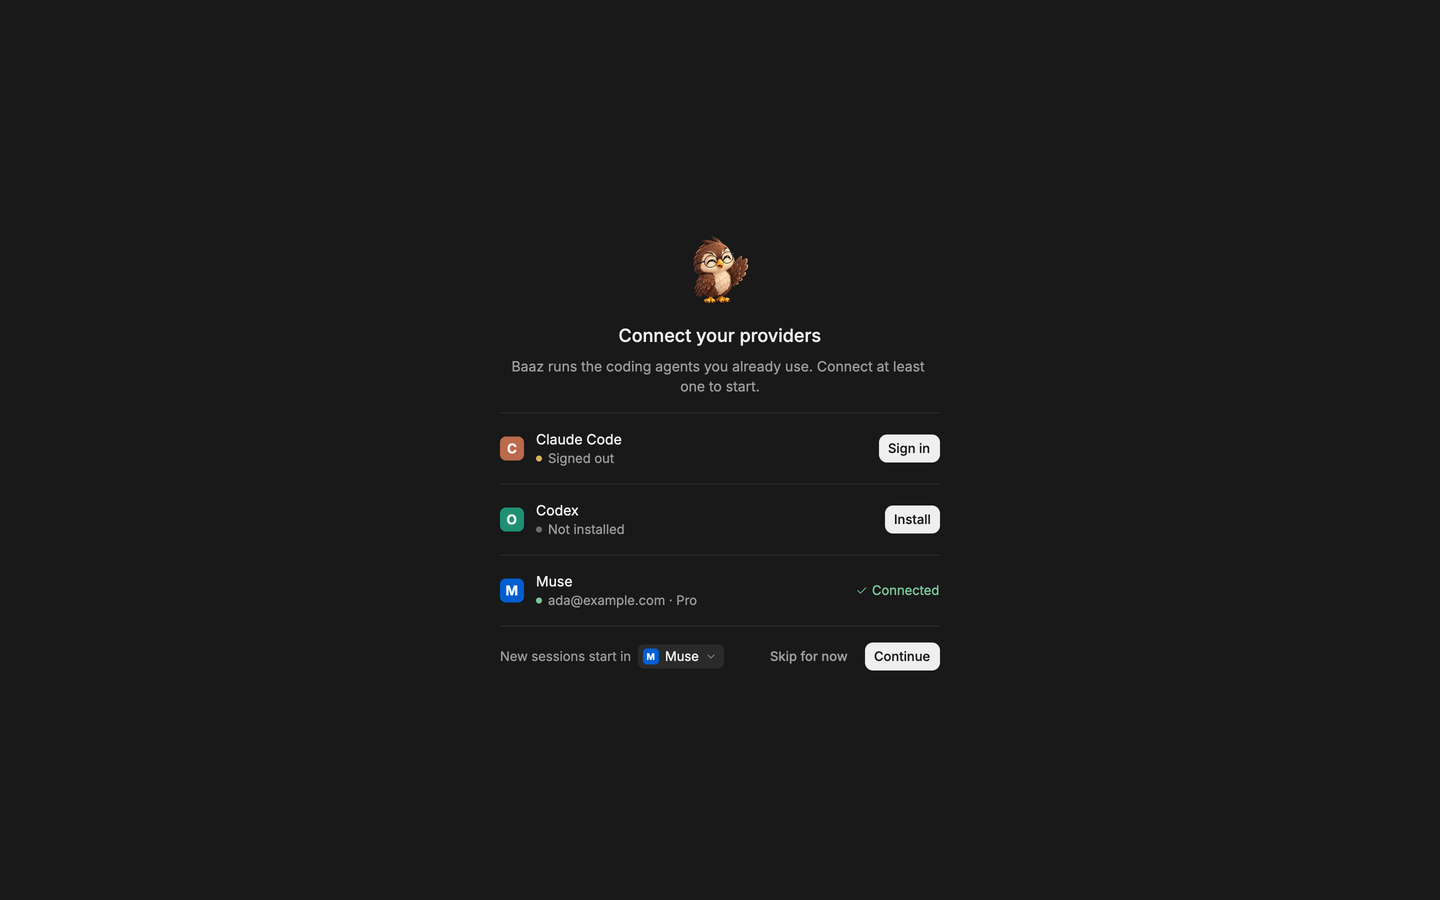 Connect your providers
Baaz runs the coding agents you already use. Connect at least
one to start.
C
Claude Code
Signed out
Sign in
O
Codex
Not installed
Install
M
Muse
ada@example.com · Pro
Connected
New sessions start in
M Muse
Skip for now
Continue